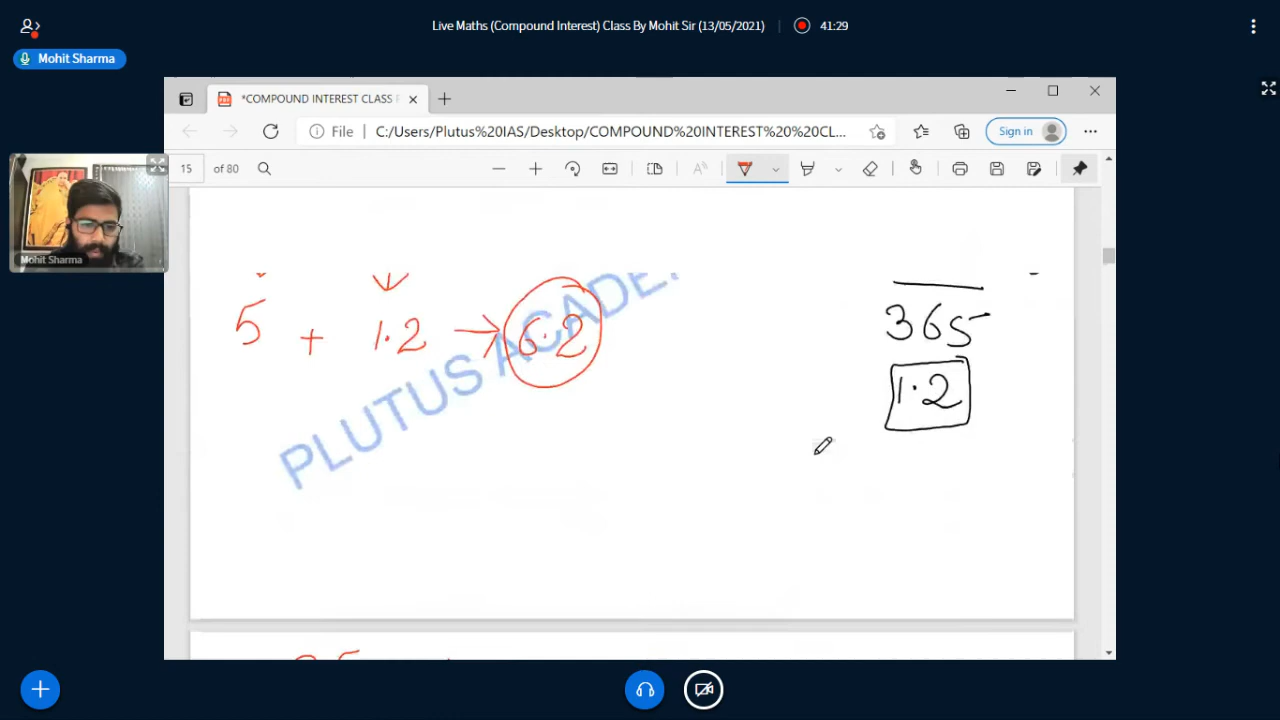 Live Maths (Compound Interest) Class By Mohit Sir (13/05/2021)
41:29
Mohit Sharma
*COMPOUND INTEREST CLASS
File
C:/Users/Plutus%20IAS/Desktop/COMPOUND%20INTEREST%20%20CL...
Sign in
15 of 80
Mohit Sharma
PLUTUS ACADE
5 + 1.2 → 6.2
365
1.2